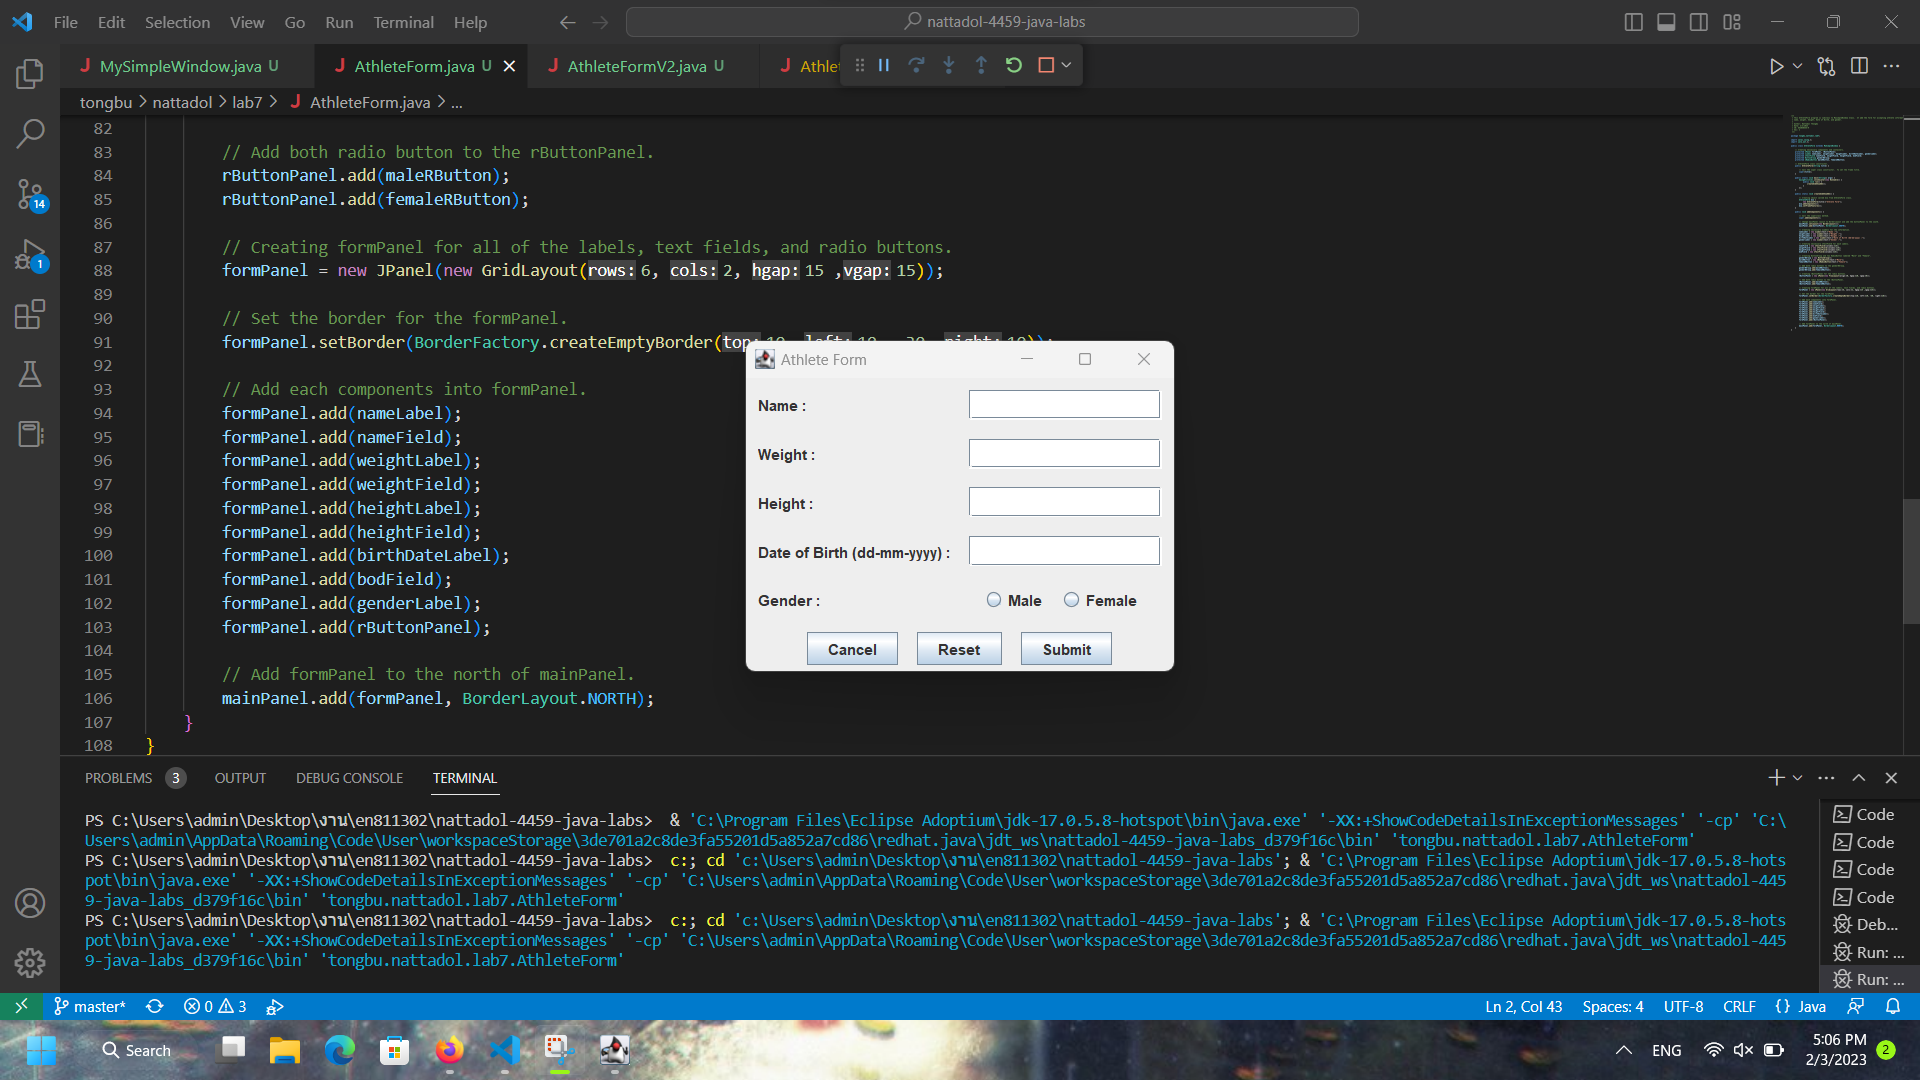 File Edit Selection View Go Run Terminal Help
nattadol-4459-java-labs
MySimpleWindow.java U
AthleteForm.java U
AthleteFormV2.java U
Athle
tongbu > nattadol > lab7 > AthleteForm.java > ...
82
83 // Add both radio button to the rButtonPanel.
84 rButtonPanel.add(maleRButton);
85 rButtonPanel.add(femaleRButton);
86
87 // Creating formPanel for all of the labels, text fields, and radio buttons.
88 formPanel = new JPanel(new GridLayout(rows: 6, cols: 2, hgap: 15 ,vgap: 15));
89
90 // Set the border for the formPanel.
91 formPanel.setBorder(BorderFactory.createEmptyBorder(top:
92
93 // Add each components into formPanel.
94 formPanel.add(nameLabel);
95 formPanel.add(nameField);
96 formPanel.add(weightLabel);
97 formPanel.add(weightField);
98 formPanel.add(heightLabel);
99 formPanel.add(heightField);
100 formPanel.add(birthDateLabel);
101 formPanel.add(bodField);
102 formPanel.add(genderLabel);
103 formPanel.add(rButtonPanel);
104
105 // Add formPanel to the north of mainPanel.
106 mainPanel.add(formPanel, BorderLayout.NORTH);
107 }
108 }
Athlete Form
Name :
Weight :
Height :
Date of Birth (dd-mm-yyyy) :
Gender : Male Female
Cancel Reset Submit
14
1
PROBLEMS 3 OUTPUT DEBUG CONSOLE TERMINAL
PS C:\Users\admin\Desktop\งาน\en811302\nattadol-4459-java-labs> & 'C:\Program Files\Eclipse Adoptium\jdk-17.0.5.8-hotspot\bin\java.exe' '-XX:+ShowCodeDetailsInExceptionMessages' '-cp' 'C:\
Users\admin\AppData\Roaming\Code\User\workspaceStorage\3de701a2c8de3fa55201d5a852a7cd86\redhat.java\jdt_ws\nattadol-4459-java-labs_d379f16c\bin' 'tongbu.nattadol.lab7.AthleteForm'
PS C:\Users\admin\Desktop\งาน\en811302\nattadol-4459-java-labs> c:; cd 'c:\Users\admin\Desktop\งาน\en811302\nattadol-4459-java-labs'; & 'C:\Program Files\Eclipse Adoptium\jdk-17.0.5.8-hots
pot\bin\java.exe' '-XX:+ShowCodeDetailsInExceptionMessages' '-cp' 'C:\Users\admin\AppData\Roaming\Code\User\workspaceStorage\3de701a2c8de3fa55201d5a852a7cd86\redhat.java\jdt_ws\nattadol-445
9-java-labs_d379f16c\bin' 'tongbu.nattadol.lab7.AthleteForm'
PS C:\Users\admin\Desktop\งาน\en811302\nattadol-4459-java-labs> c:; cd 'c:\Users\admin\Desktop\งาน\en811302\nattadol-4459-java-labs'; & 'C:\Program Files\Eclipse Adoptium\jdk-17.0.5.8-hots
pot\bin\java.exe' '-XX:+ShowCodeDetailsInExceptionMessages' '-cp' 'C:\Users\admin\AppData\Roaming\Code\User\workspaceStorage\3de701a2c8de3fa55201d5a852a7cd86\redhat.java\jdt_ws\nattadol-445
9-java-labs_d379f16c\bin' 'tongbu.nattadol.lab7.AthleteForm'
Code
Code
Code
Code
Deb...
Run: ...
Run: ...
master* 0 3 Ln 2, Col 43 Spaces: 4 UTF-8 CRLF {} Java
Search ENG 5:06 PM
2/3/2023 2